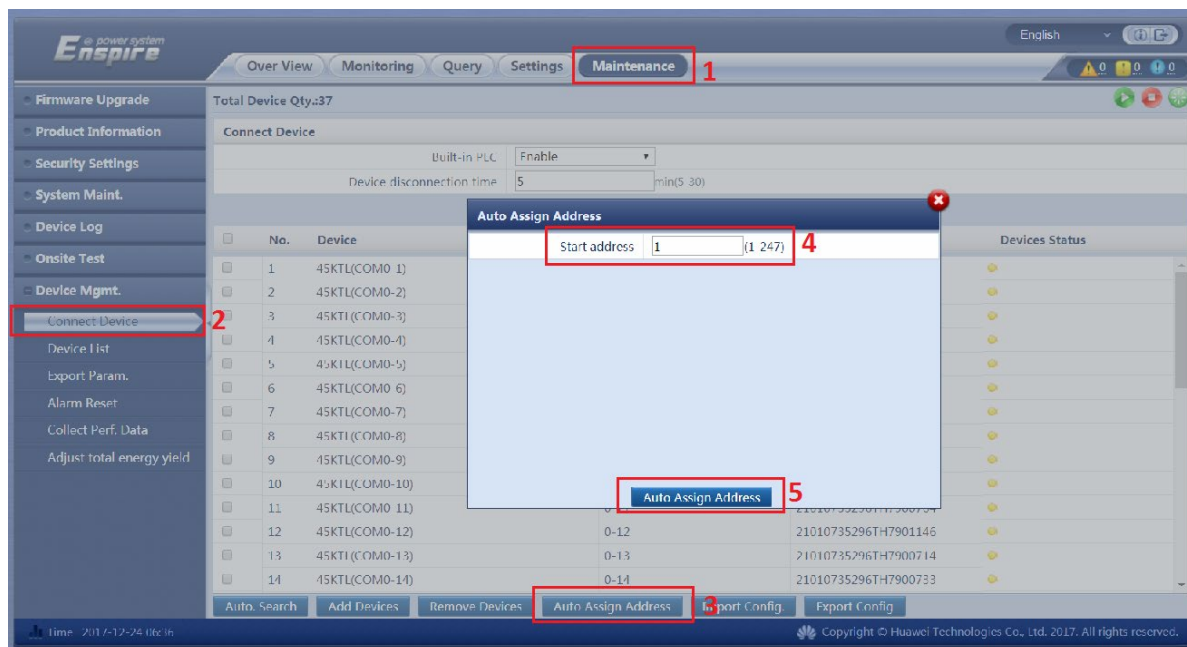 e power system
Enspire
English
Over View Monitoring Query Settings Maintenance 1
0 0 0
Firmware Upgrade
Product Information
Security Settings
System Maint.
Device Log
Onsite Test
Device Mgmt.
Connect Device 2
Device List
Export Param.
Alarm Reset
Collect Perf. Data
Adjust total energy yield
Total Device Qty.:37
Connect Device
Built-in PLC Enable
Device disconnection time 5 min(5-30)
Auto Assign Address
Start address 1 (1-247) 4
Auto Assign Address 5
No. Device Devices Status
1 45KTL(COM0-1)
2 45KTL(COM0-2)
3 45KTL(COM0-3)
4 45KTL(COM0-4)
5 45KTL(COM0-5)
6 45KTL(COM0-6)
7 45KTL(COM0-7)
8 45KTL(COM0-8)
9 45KTL(COM0-9)
10 45KTL(COM0-10)
11 45KTL(COM0-11)
12 45KTL(COM0-12) 0-12 21010735296TH7901146
13 45KTL(COM0-13) 0-13 21010735296TH7900714
14 45KTL(COM0-14) 0-14 21010735296TH7900733
Auto. Search Add Devices Remove Devices Auto Assign Address 3 Import Config. Export Config
Time 2017-12-24 06:36
Copyright © Huawei Technologies Co., Ltd. 2017. All rights reserved.